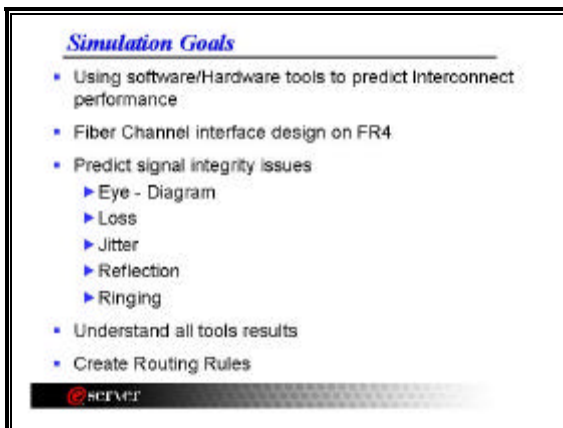 Simulation Goals
Using software/Hardware tools to predict Interconnect
performance
Fiber Channel interface design on FR4
Predict signal integrity issues
Eye - Diagram
Loss
Jitter
Reflection
Ringing
Understand all tools results
Create Routing Rules
eserver